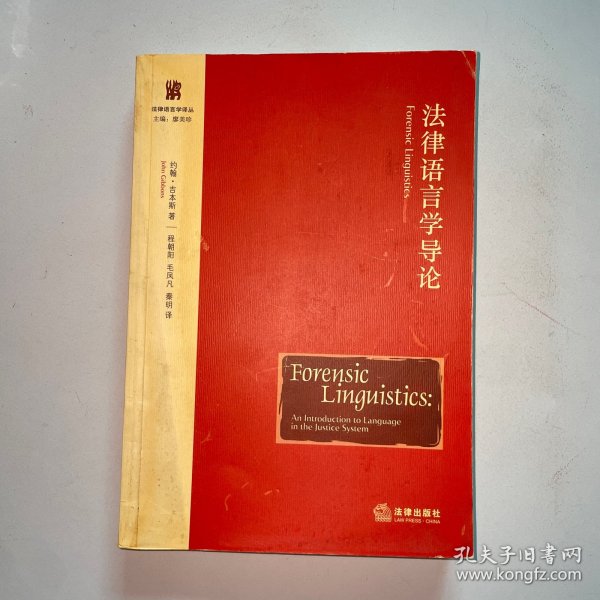 法律语言学译丛
主编：廖美珍
约翰·吉本斯 著
John Gibbons
程朝阳 毛凤凡 秦明 译
法律语言学导论
Forensic Linguistics
Forensic
Linguistics:
An Introduction to Language
in the Justice System
法律出版社
LAW PRESS·CHINA
孔夫子旧书网
www.kongfz.com